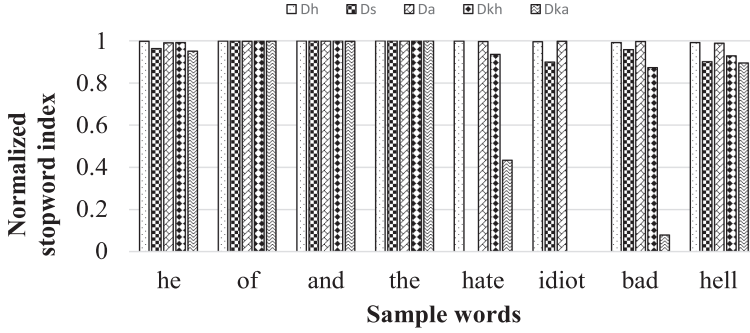 Dh Ds Da Dkh Dka
1
0.8
0.6
0.4
0.2
0
Normalized
stopword index
he of and the hate idiot bad hell
Sample words